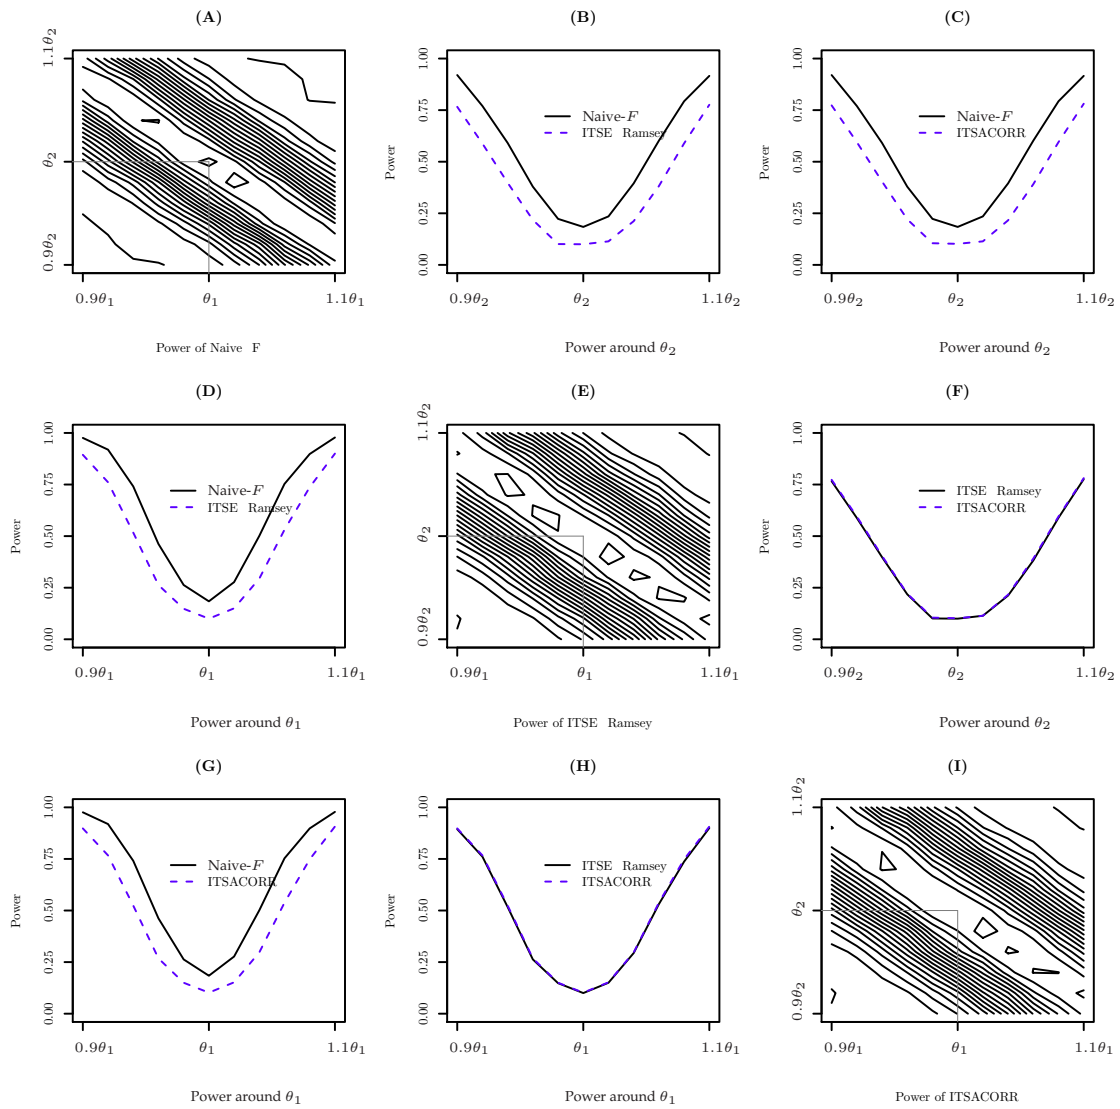 (A)
1.1θ2
θ2
0.9θ2
0.9θ1 θ1 1.1θ1
Power of Naive F
(B)
Power
1.00
0.75
0.50
0.25
0.00
Naive-F
ITSE Ramsey
0.9θ2 θ2 1.1θ2
Power around θ2
(C)
Power
1.00
0.75
0.50
0.25
0.00
Naive-F
ITSACORR
0.9θ2 θ2 1.1θ2
Power around θ2
(D)
Power
1.00
0.75
0.50
0.25
0.00
Naive-F
ITSE Ramsey
0.9θ1 θ1 1.1θ1
Power around θ1
(E)
1.1θ2
θ2
0.9θ2
0.9θ1 θ1 1.1θ1
Power of ITSE Ramsey
(F)
Power
1.00
0.75
0.50
0.25
0.00
ITSE Ramsey
ITSACORR
0.9θ2 θ2 1.1θ2
Power around θ2
(G)
Power
1.00
0.75
0.50
0.25
0.00
Naive-F
ITSACORR
0.9θ1 θ1 1.1θ1
Power around θ1
(H)
Power
1.00
0.75
0.50
0.25
0.00
ITSE Ramsey
ITSACORR
0.9θ1 θ1 1.1θ1
Power around θ1
(I)
1.1θ2
θ2
0.9θ2
0.9θ1 θ1 1.1θ1
Power of ITSACORR